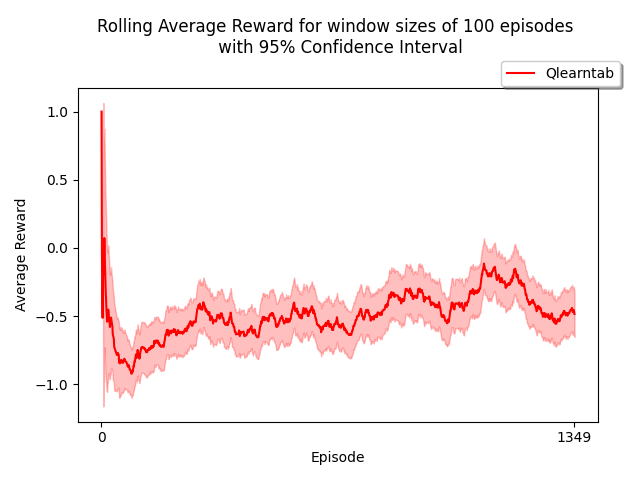 Rolling Average Reward for window sizes of 100 episodes
with 95% Confidence Interval
Qlearntab
1.0
0.5
0.0
−0.5
−1.0
Average Reward
0
1349
Episode